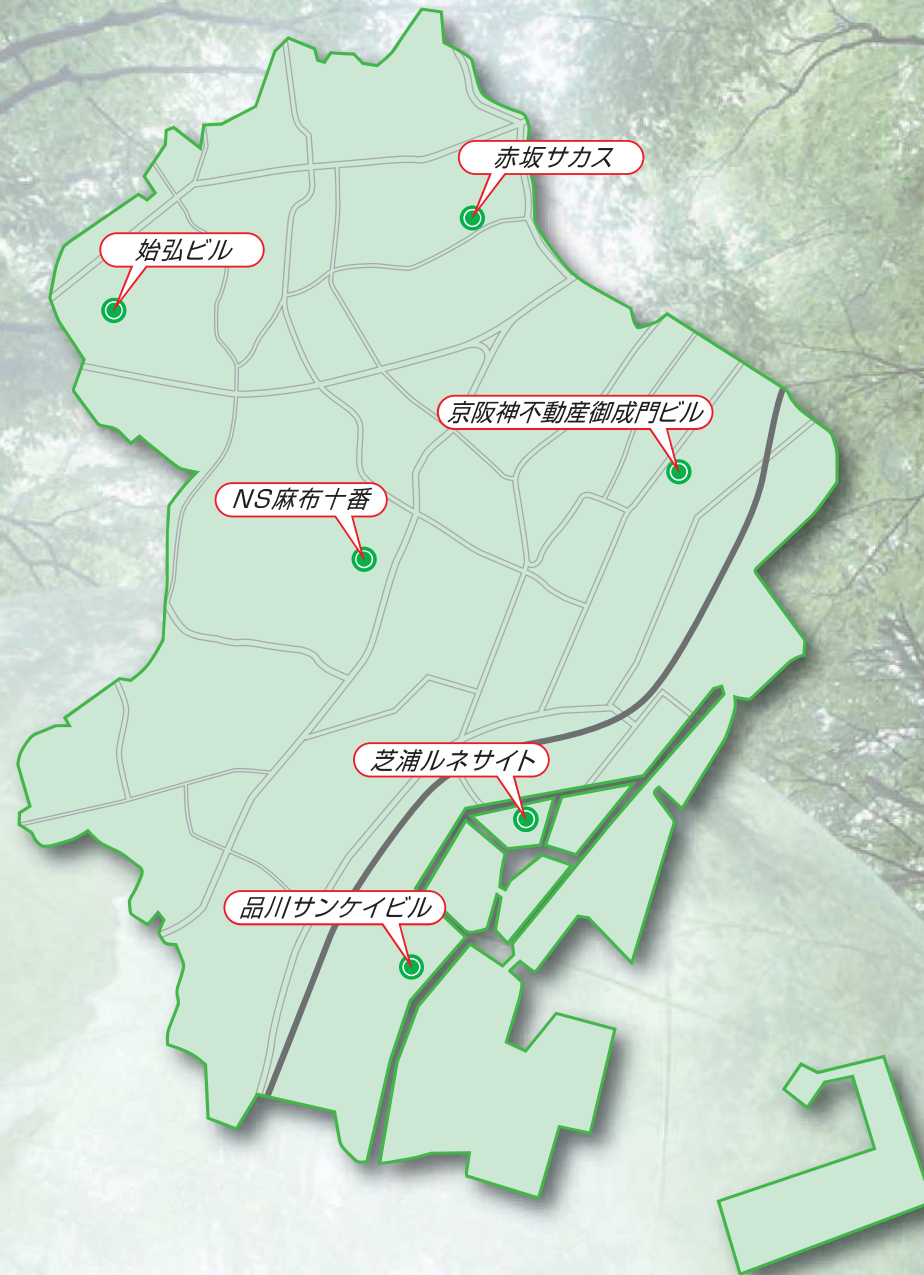 赤坂サカス
始弘ビル
京阪神不動産御成門ビル
NS麻布十番
芝浦ルネサイト
品川サンケイビル